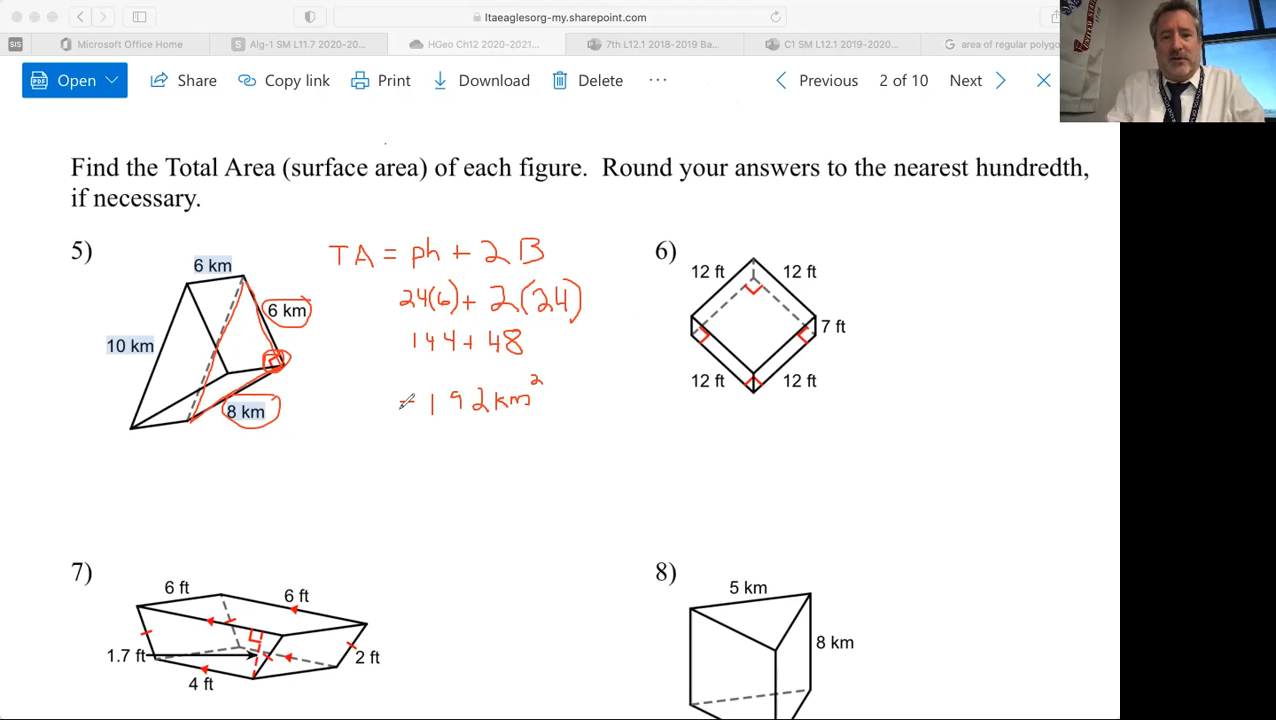 ltaeaglesorg-my.sharepoint.com
SIS
Microsoft Office Home
S Alg-1 SM L11.7 2020-20...
HGeo Ch12 2020-2021...
7th L12.1 2018-2019 Ba...
C1 SM L12.1 2019-2020...
G area of regular polygo
PDF Open Share Copy link Print Download Delete ... Previous 2 of 10 Next
Find the Total Area (surface area) of each figure. Round your answers to the nearest hundredth,
if necessary.
5)
6 km
6 km
10 km
8 km
TA = ph + 2B
24(6) + 2(24)
144 + 48
= 192 km²
6)
12 ft 12 ft
7 ft
12 ft 12 ft
7)
6 ft
6 ft
1.7 ft
2 ft
4 ft
8)
5 km
8 km